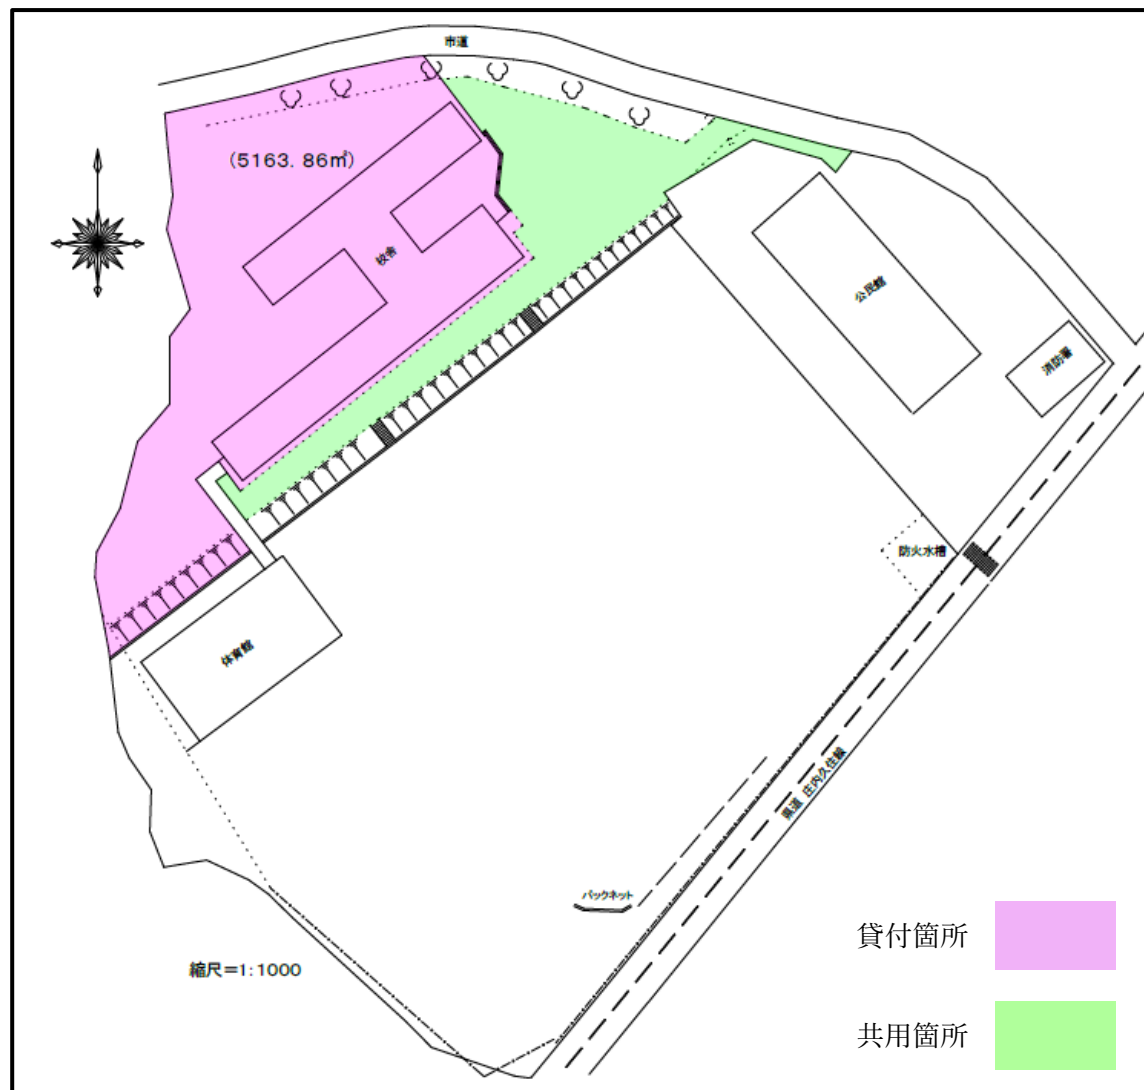 市道
(5163.86㎡)
校舎
公民館
消防署
防火水槽
体育館
県道 庄内久住線
バックネット
貸付箇所
縮尺=1:1000
共用箇所